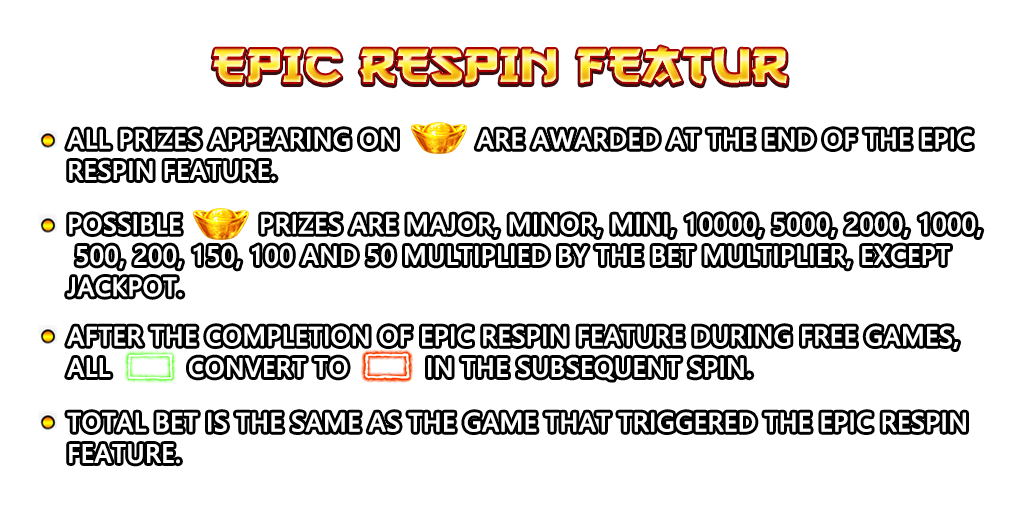 EPIC RESPIN FEATUR
ALL PRIZES APPEARING ON ARE AWARDED AT THE END OF THE EPIC
RESPIN FEATURE.
POSSIBLE PRIZES ARE MAJOR, MINOR, MINI, 10000, 5000, 2000, 1000,
500, 200, 150, 100 AND 50 MULTIPLIED BY THE BET MULTIPLIER, EXCEPT
JACKPOT.
AFTER THE COMPLETION OF EPIC RESPIN FEATURE DURING FREE GAMES,
ALL CONVERT TO IN THE SUBSEQUENT SPIN.
TOTAL BET IS THE SAME AS THE GAME THAT TRIGGERED THE EPIC RESPIN
FEATURE.